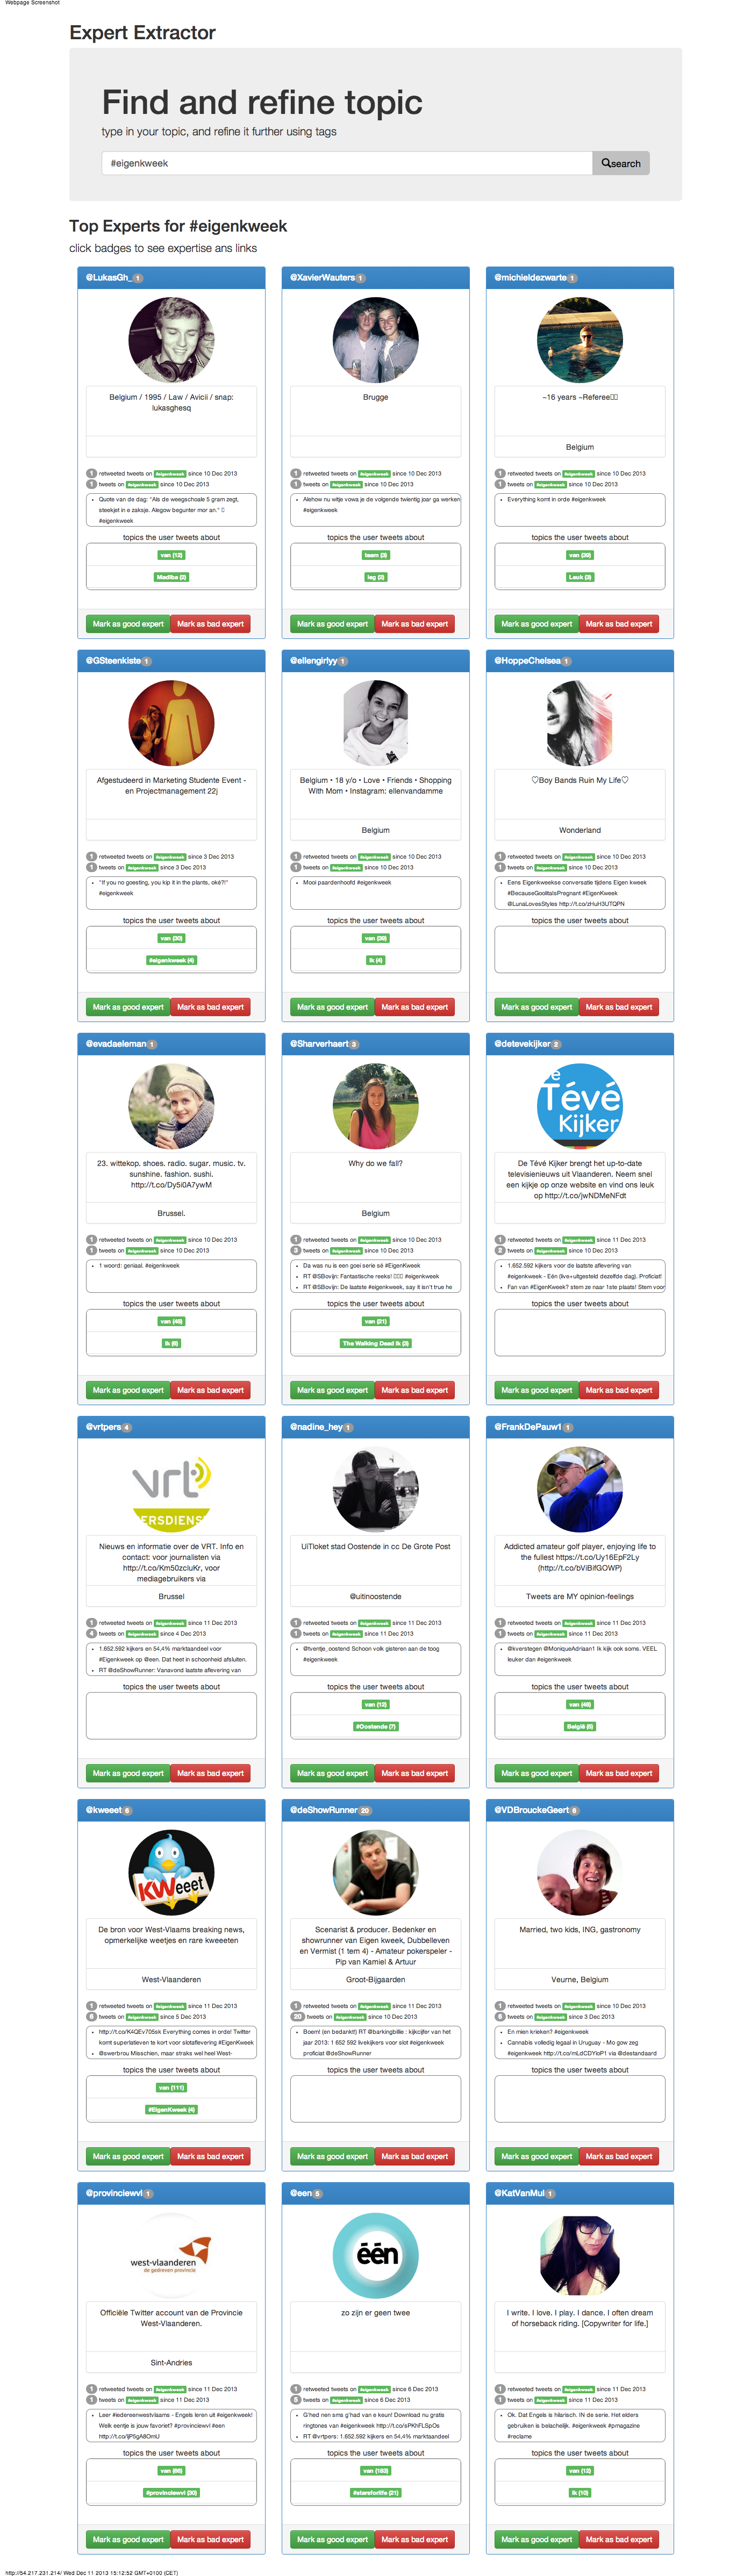 Webpage Screenshot
Expert Extractor
Find and refine topic
type in your topic, and refine it further using tags
#eigenkweek
search
Top Experts for #eigenkweek
click badges to see expertise ans links
@LukasGh_ 1
Belgium / 1995 / Law / Avicii / snap:
lukasghesq
1 retweeted tweets on #eigenkweek since 10 Dec 2013
1 tweets on #eigenkweek since 10 Dec 2013
Quote van de dag: "Als de weegschoale 5 gram zegt,
steekjet in e zaksje. Alegow begunter mor an."
#eigenkweek
topics the user tweets about
van (12)
Madiba (2)
Mark as good expert Mark as bad expert
@XavierWauters 1
Brugge
1 retweeted tweets on #eigenkweek since 10 Dec 2013
1 tweets on #eigenkweek since 10 Dec 2013
Alehow nu witje vowa je de volgende twientig joar ga werken
#eigenkweek
topics the user tweets about
team (3)
Mark as good expert Mark as bad expert
@michieldezwarte 1
~16 years ~Referee
Belgium
1 retweeted tweets on #eigenkweek since 10 Dec 2013
1 tweets on #eigenkweek since 10 Dec 2013
Everything komt in orde #eigenkweek
topics the user tweets about
van (39)
Leuk (3)
Mark as good expert Mark as bad expert
@GSteenkiste 1
Afgestudeerd in Marketing Studente Event -
en Projectmanagement 22j
1 retweeted tweets on #eigenkweek since 3 Dec 2013
1 tweets on #eigenkweek since 3 Dec 2013
"If you no goesting, you kip it in the plants, oké?!"
#eigenkweek
topics the user tweets about
van (30)
#eigenkweek (4)
Mark as good expert Mark as bad expert
@ellengirlyy 1
Belgium • 18 y/o • Love • Friends • Shopping
With Mom • Instagram: ellenvandamme
Belgium
1 retweeted tweets on #eigenkweek since 10 Dec 2013
1 tweets on #eigenkweek since 10 Dec 2013
Mooi paardenhoofd #eigenkweek
topics the user tweets about
van (39)
Ik (4)
Mark as good expert Mark as bad expert
@HoppeChelsea 1
♡Boy Bands Ruin My Life♡
Wonderland
1 retweeted tweets on #eigenkweek since 10 Dec 2013
1 tweets on #eigenkweek since 10 Dec 2013
Eens Eigenkweekse conversatie tijdens Eigen kweek
#BecauseGoolitaIsPregnant #EigenKweek
@LunaLovesStyles http://t.co/zHuH3UTQPN
topics the user tweets about
Mark as good expert Mark as bad expert
@evadaeleman 1
23. wittekop. shoes. radio. sugar. music. tv.
sunshine. fashion. sushi.
http://t.co/Dy5i0A7ywM
Brussel.
1 retweeted tweets on #eigenkweek since 10 Dec 2013
1 tweets on #eigenkweek since 10 Dec 2013
1 woord: geniaal. #eigenkweek
topics the user tweets about
van (48)
Ik (6)
Mark as good expert Mark as bad expert
@Sharverhaert 3
Why do we fall?
Belgium
1 retweeted tweets on #eigenkweek since 10 Dec 2013
3 tweets on #eigenkweek since 10 Dec 2013
Da was nu is een goei serie sé #EigenKweek
RT @SBovijn: Fantastische reeks! #eigenkweek
RT @SBovijn: De laatste #eigenkweek, say it isn't true he
topics the user tweets about
van (21)
The Walking Dead Ik (3)
Mark as good expert Mark as bad expert
@detevekijker 2
De Tévé Kijker
De Tévé Kijker brengt het up-to-date
televisienieuws uit Vlaanderen. Neem snel
een kijkje op onze website en vind ons leuk
op http://t.co/jwNDMeNFdt
1 retweeted tweets on #eigenkweek since 11 Dec 2013
2 tweets on #eigenkweek since 10 Dec 2013
1.652.592 kijkers voor de laatste aflevering van
#eigenkweek - Eén (live+uitgesteld dezelfde dag). Proficiat!
Fan van #EigenKweek? stem ze naar 1ste plaats! Stem voor
topics the user tweets about
Mark as good expert Mark as bad expert
@vrtpers 4
vrt
ERSDIENS
Nieuws en informatie over de VRT. Info en
contact: voor journalisten via
http://t.co/Km50zcluKr, voor
mediagebruikers via
Brussel
1 retweeted tweets on #eigenkweek since 11 Dec 2013
4 tweets on #eigenkweek since 4 Dec 2013
1.652.592 kijkers en 54,4% marktaandeel voor
#Eigenkweek op @een. Dat heet in schoonheid afsluiten.
RT @deShowRunner: Vanavond laatste aflevering van
topics the user tweets about
Mark as good expert Mark as bad expert
@nadine_hey 1
UiTloket stad Oostende in cc De Grote Post
@uitinoostende
1 retweeted tweets on #eigenkweek since 11 Dec 2013
1 tweets on #eigenkweek since 11 Dec 2013
@tventje_oostend Schoon volk gisteren aan de toog
#eigenkweek
topics the user tweets about
van (12)
#Oostende (7)
Mark as good expert Mark as bad expert
@FrankDePauw1 1
Addicted amateur golf player, enjoying life to
the fullest https://t.co/Uy16EpF2Ly
(http://t.co/bViBifGOWP)
Tweets are MY opinion-feelings
1 retweeted tweets on #eigenkweek since 11 Dec 2013
1 tweets on #eigenkweek since 11 Dec 2013
@kverstegen @MoniqueAdriaan1 Ik kijk ook soms. VEEL
leuker dan #eigenkweek
topics the user tweets about
van (46)
België (5)
Mark as good expert Mark as bad expert
@kweeet 6
KWeeet
De bron voor West-Vlaams breaking news,
opmerkelijke weetjes en rare kweeeten
West-Vlaanderen
1 retweeted tweets on #eigenkweek since 11 Dec 2013
6 tweets on #eigenkweek since 5 Dec 2013
http://t.co/K4QEv705sk Everything comes in orde! Twitter
komt superlatieven te kort voor slotaflevering #EigenKweek
@swerbrou Misschien, maar straks wel heel West-
topics the user tweets about
van (111)
#EigenKweek (4)
Mark as good expert Mark as bad expert
@deShowRunner 20
Scenarist & producer. Bedenker en
showrunner van Eigen kweek, Dubbelleven
en Vermist (1 tem 4) - Amateur pokerspeler -
Pip van Kamiel & Artuur
Groot-Bijgaarden
1 retweeted tweets on #eigenkweek since 11 Dec 2013
20 tweets on #eigenkweek since 10 Dec 2013
Boem! (en bedankt!) RT @barkingbillie : kijkcijfer van het
jaar 2013: 1 652 592 livekijkers voor slot #eigenkweek
proficiat @deShowRunner
topics the user tweets about
Mark as good expert Mark as bad expert
@VDBrouckeGeert 6
Married, two kids, ING, gastronomy
Veurne, Belgium
1 retweeted tweets on #eigenkweek since 10 Dec 2013
6 tweets on #eigenkweek since 3 Dec 2013
En mien krieken? #eigenkweek
Cannabis volledig legaal in Uruguay - Mo gow zeg
#eigenkweek http://t.co/mLdCDYloP1 via @destandaard
topics the user tweets about
Mark as good expert Mark as bad expert
@provinciewvl 1
west-vlaanderen
de gedreven provincie
Officiële Twitter account van de Provincie
West-Vlaanderen.
Sint-Andries
1 retweeted tweets on #eigenkweek since 11 Dec 2013
1 tweets on #eigenkweek since 11 Dec 2013
Leer #iedereenwestvlaams - Engels leren uit #eigenkweek!
Welk eentje is jouw favoriet? #provinciewvl #een
http://t.co/ljP5gA8OmU
topics the user tweets about
van (66)
#provinciewvl (30)
Mark as good expert Mark as bad expert
@een 5
één
zo zijn er geen twee
1 retweeted tweets on #eigenkweek since 6 Dec 2013
5 tweets on #eigenkweek since 6 Dec 2013
G'hed nen sms g'had van e keun! Download nu gratis
ringtones van #eigenkweek http://t.co/sPKhFLSpOs
RT @vrtpers: 1.652.592 kijkers en 54,4% marktaandeel
topics the user tweets about
van (183)
#starsforlife (21)
Mark as good expert Mark as bad expert
@KatVanMul 1
I write. I love. I play. I dance. I often dream
of horseback riding. [Copywriter for life.]
1 retweeted tweets on #eigenkweek since 11 Dec 2013
1 tweets on #eigenkweek since 11 Dec 2013
Ok. Dat Engels is hilarisch. IN de serie. Het elders
gebruiken is belachelijk. #eigenkweek #pmagazine
#reclame
topics the user tweets about
van (12)
Ik (10)
Mark as good expert Mark as bad expert
http://54.217.231.214/ Wed Dec 11 2013 15:12:52 GMT+0100 (CET)